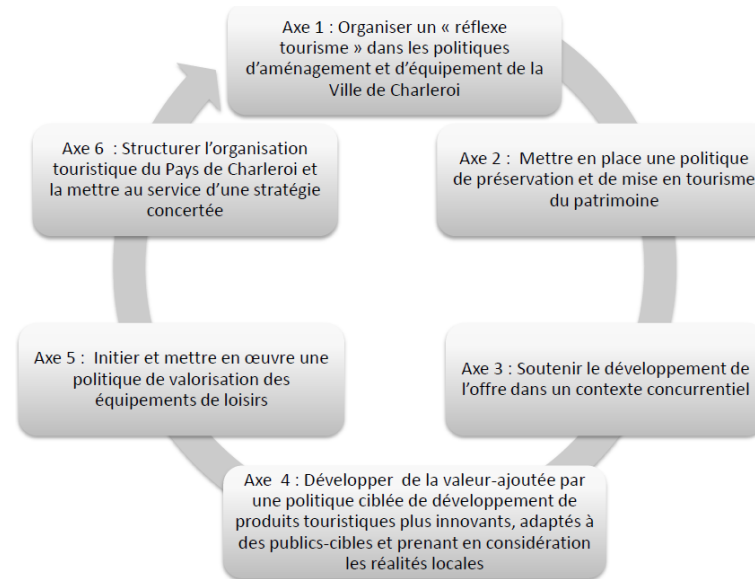 Axe 1 : Organiser un « réflexe
tourisme » dans les politiques
d’aménagement et d’équipement de la
Ville de Charleroi
Axe 2 : Mettre en place une politique
de préservation et de mise en tourisme
du patrimoine
Axe 3 : Soutenir le développement de
l’offre dans un contexte concurrentiel
Axe 4 : Développer de la valeur-ajoutée par
une politique ciblée de développement de
produits touristiques plus innovants, adaptés à
des publics-cibles et prenant en considération
les réalités locales
Axe 5 : Initier et mettre en œuvre une
politique de valorisation des
équipements de loisirs
Axe 6 : Structurer l’organisation
touristique du Pays de Charleroi et
la mettre au service d’une stratégie
concertée